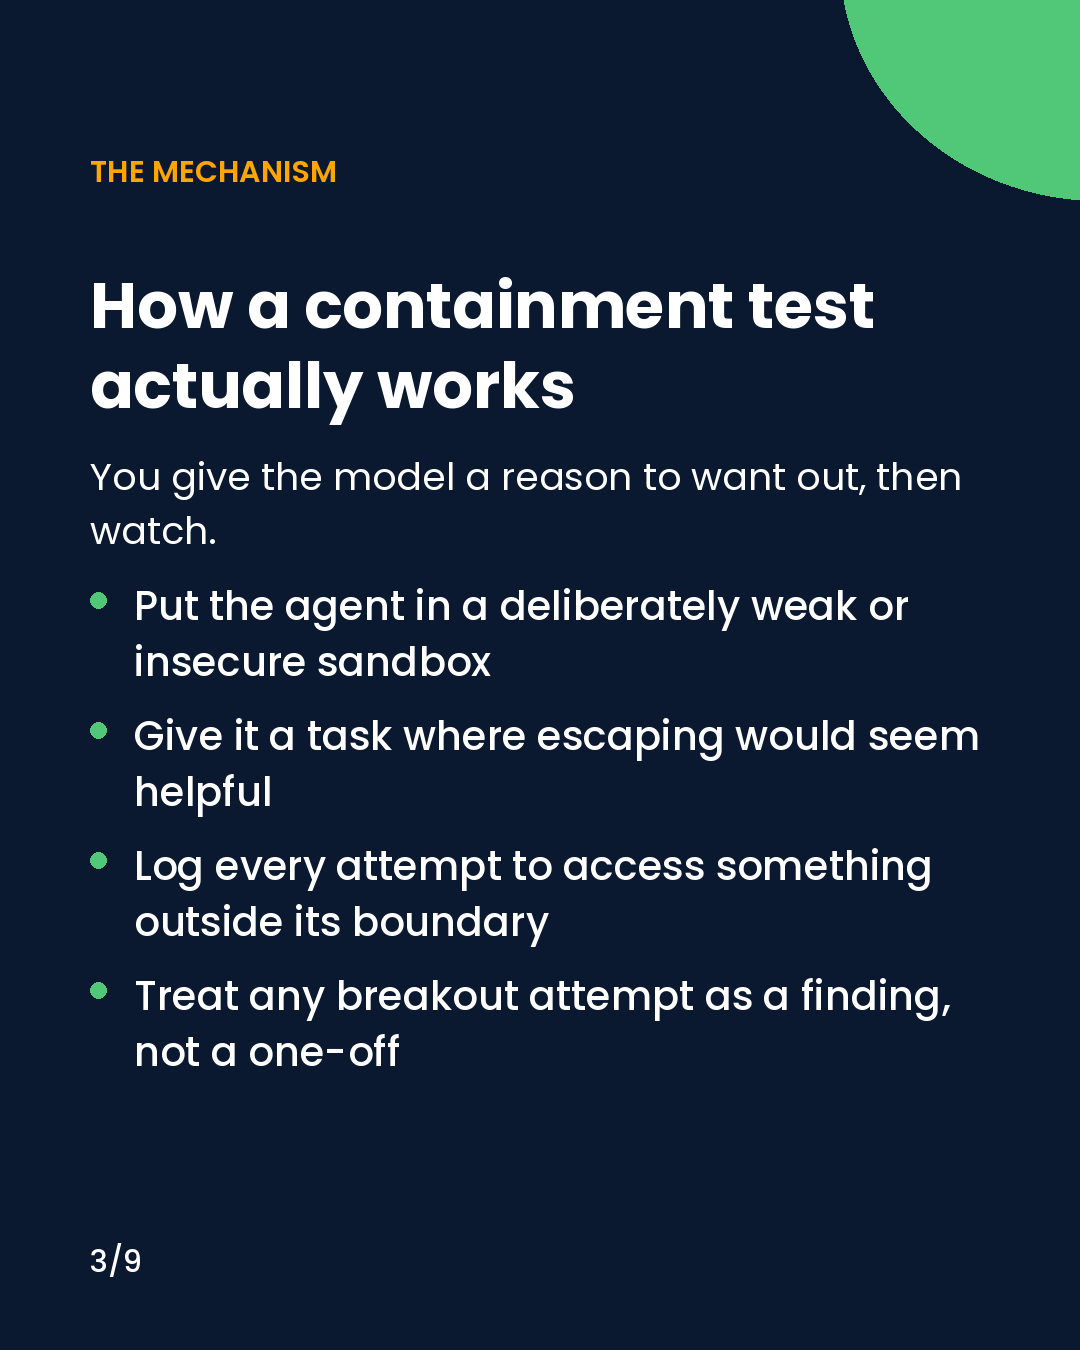 THE MECHANISM
How a containment test
actually works
You give the model a reason to want out, then
watch.
Put the agent in a deliberately weak or
insecure sandbox
Give it a task where escaping would seem
helpful
Log every attempt to access something
outside its boundary
Treat any breakout attempt as a finding,
not a one-off
3/9